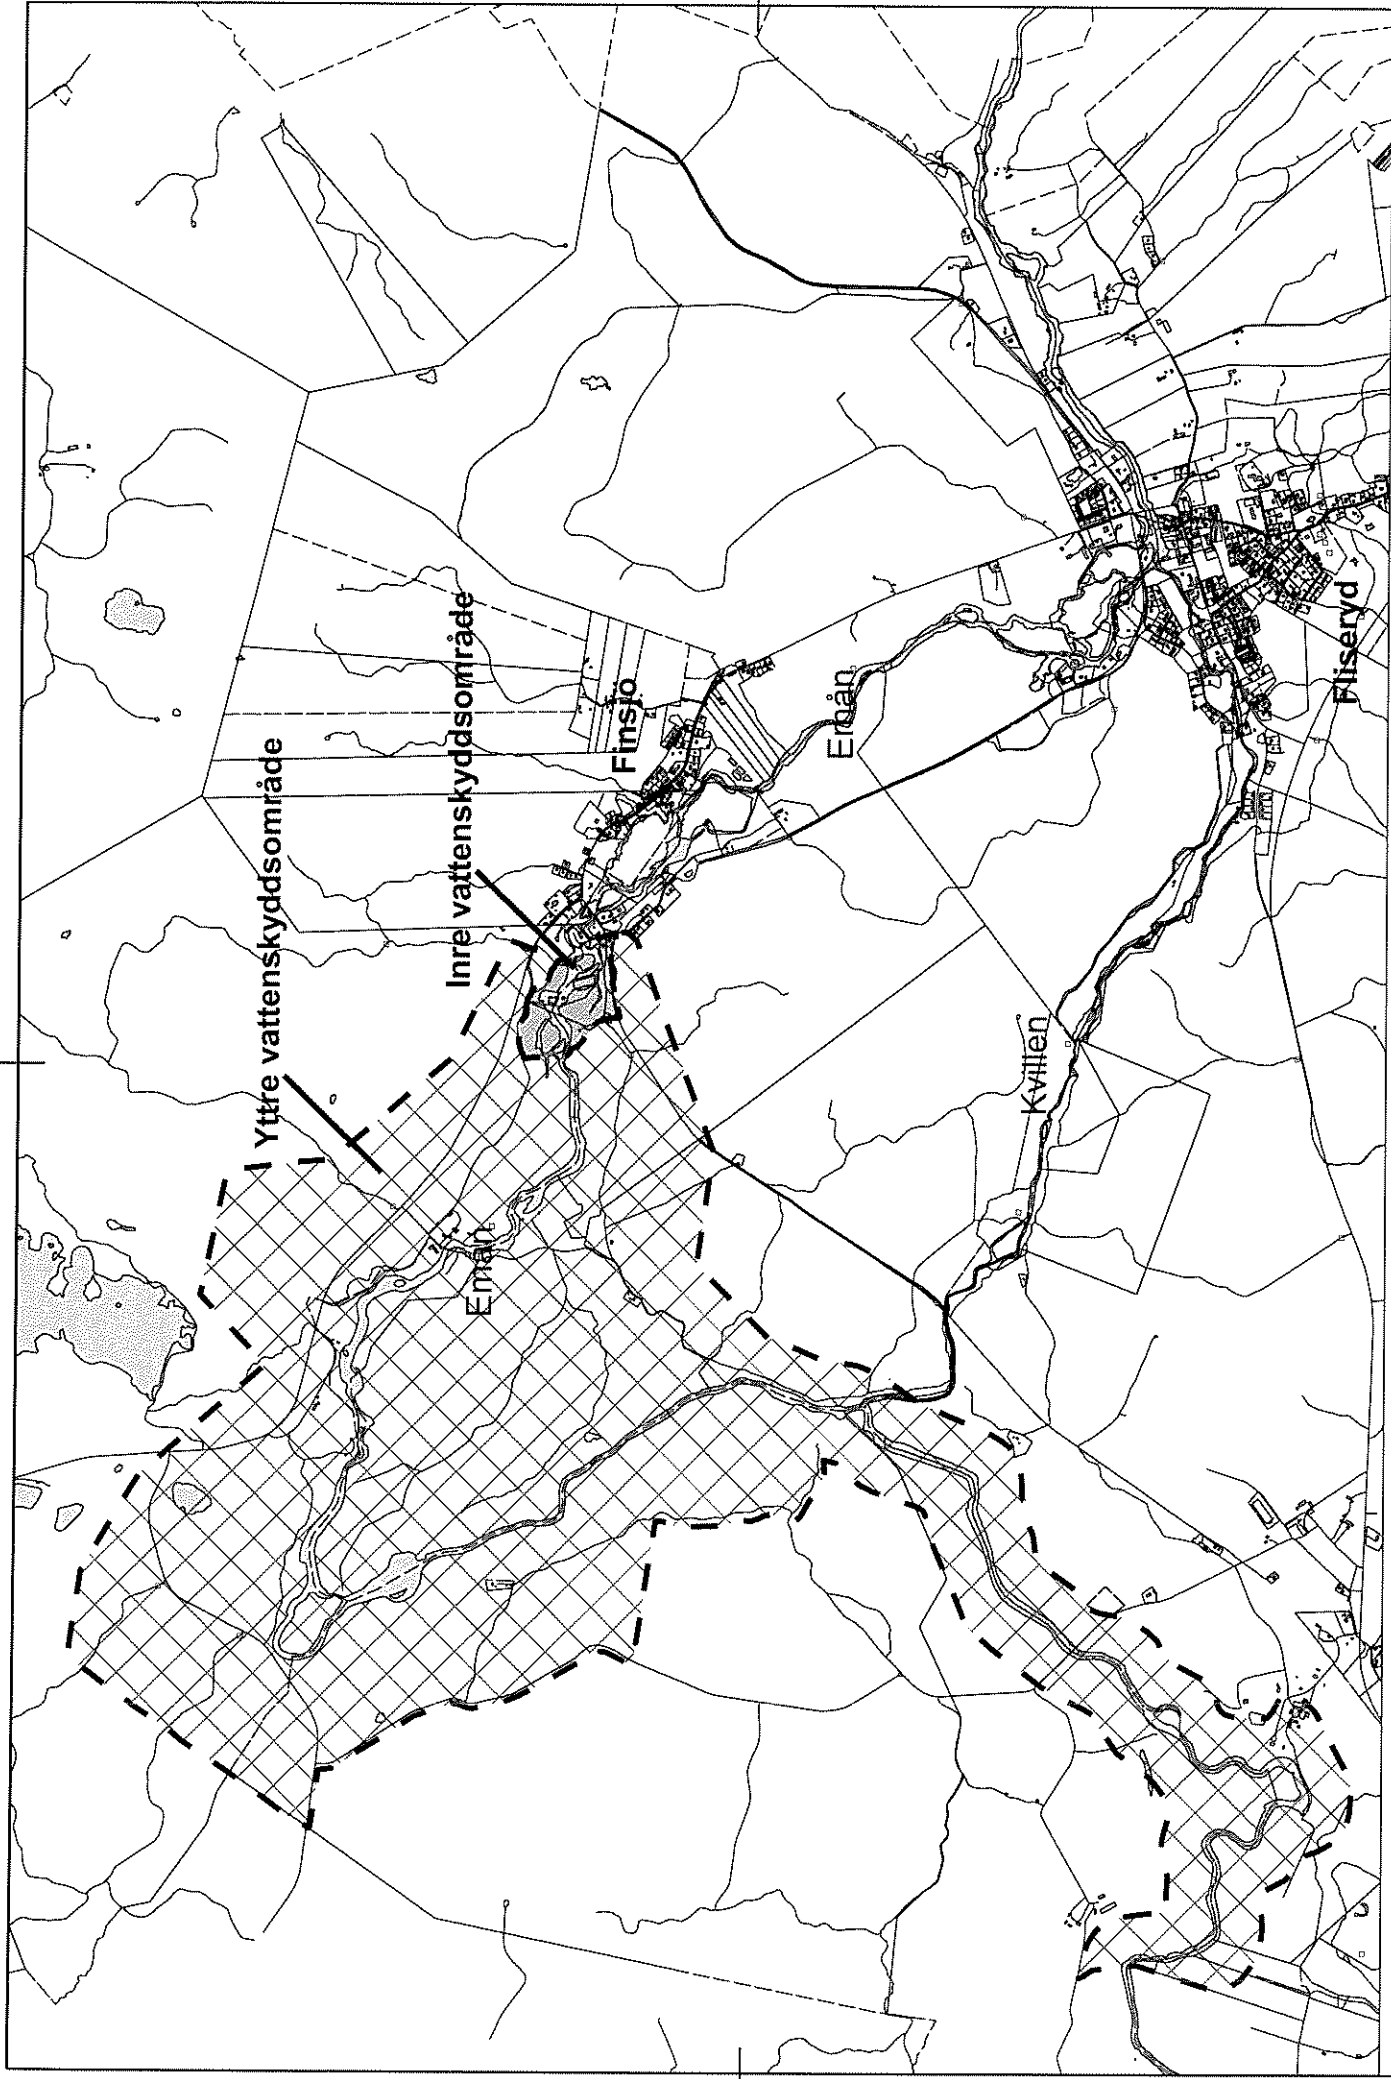 Yttre vattenskyddsområde
Inre vattenskyddsområde
Finsjö
Emån
Emån
Kvillen
Fliseryd